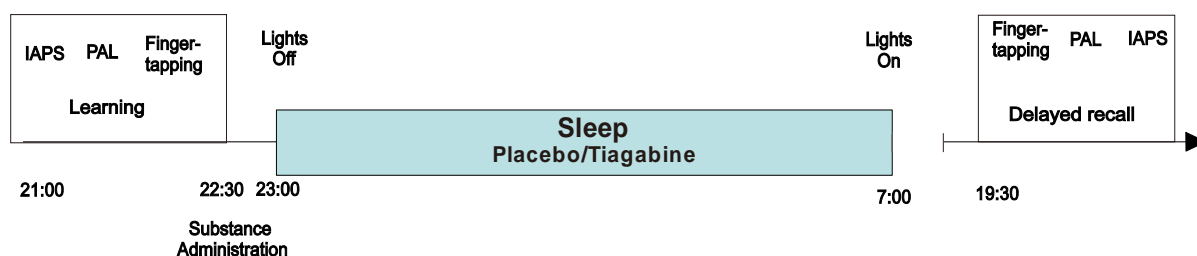 IAPS PAL Finger-
tapping
Learning
Lights
Off
Sleep
Placebo/Tiagabine
Lights
On
Finger-
tapping PAL IAPS
Delayed recall
21:00 22:30 23:00 7:00 19:30
Substance
Administration